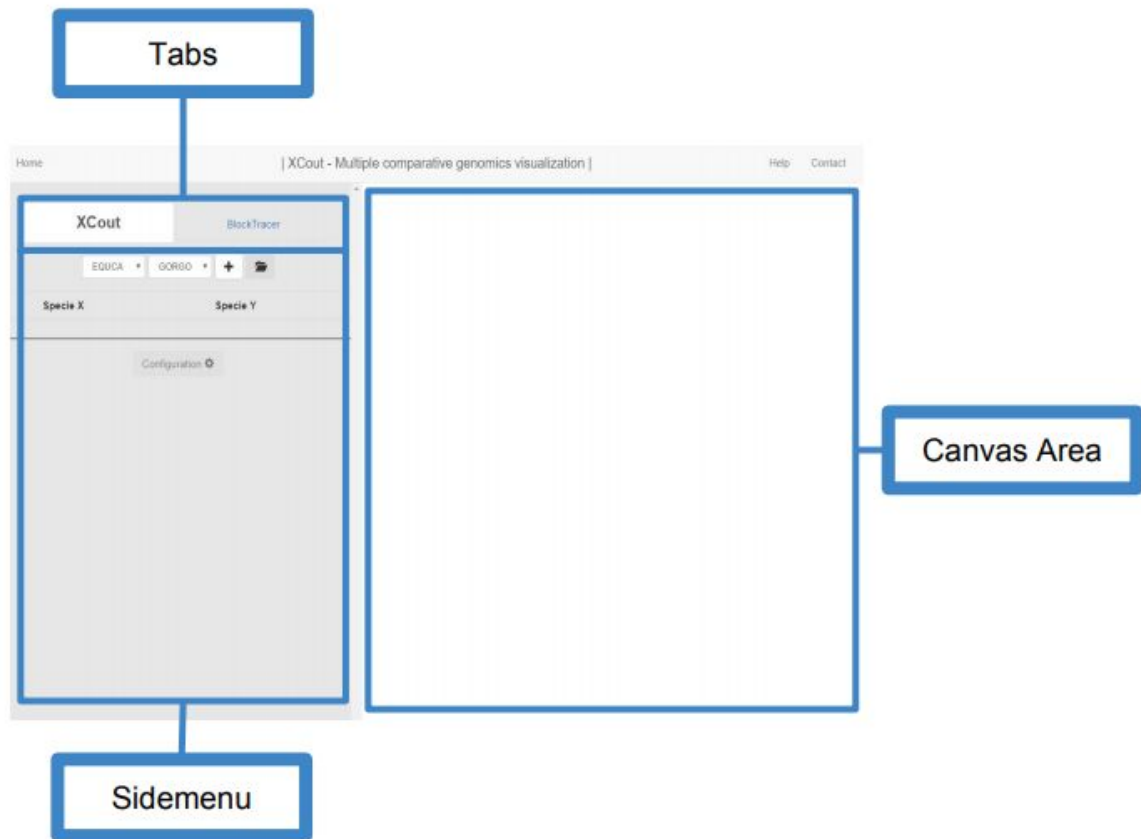 Tabs
Home | XCout - Multiple comparative genomics visualization | Help Contact
XCout BlockTracer
EQUCA GORGO +
Specie X Specie Y
Configuration
Canvas Area
Sidemenu